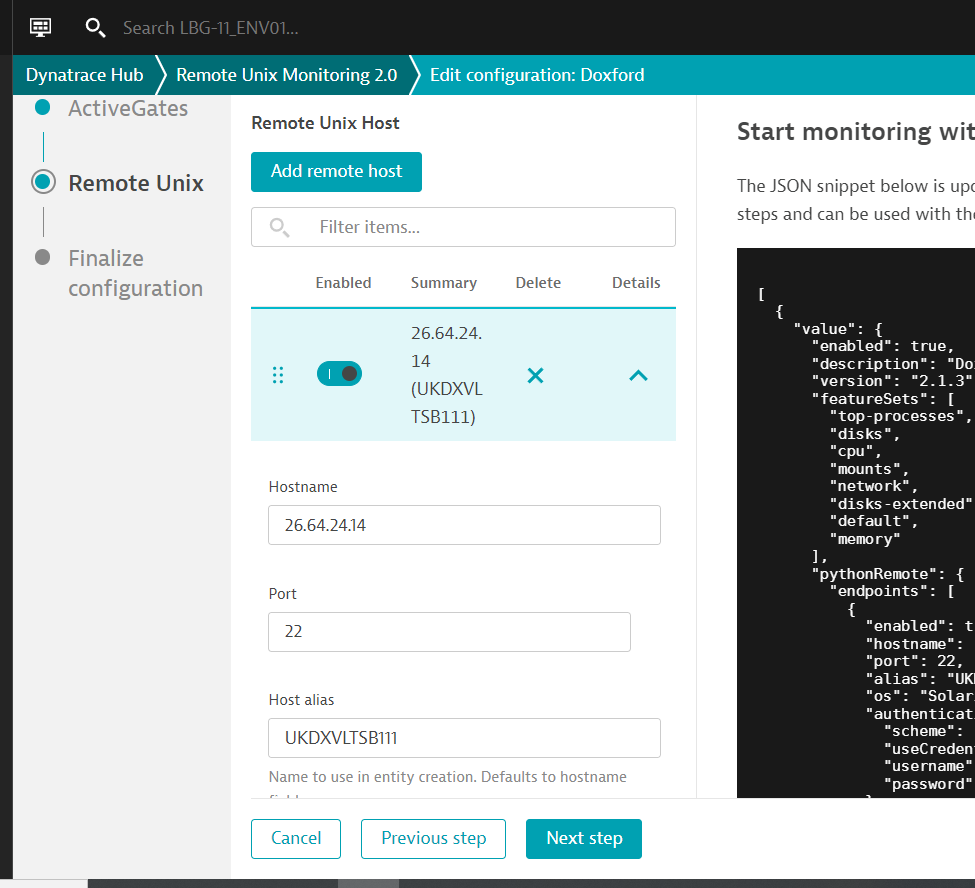 Search LBG-11_ENV01...
Dynatrace Hub
Remote Unix Monitoring 2.0
Edit configuration: Doxford
ActiveGates
Remote Unix
Finalize
configuration
Remote Unix Host
Add remote host
Filter items...
Enabled Summary Delete Details
26.64.24.
14
(UKDXVL
TSB111)
Hostname
26.64.24.14
Port
22
Host alias
UKDXVLTSB111
Name to use in entity creation. Defaults to hostname
Cancel
Previous step
Next step
Start monitoring wit
The JSON snippet below is upd
steps and can be used with the
[
{
"value": {
"enabled": true,
"description": "Do
"version": "2.1.3"
"featureSets": [
"top-processes",
"disks",
"cpu",
"mounts",
"network",
"disks-extended"
"default",
"memory"
],
"pythonRemote": {
"endpoints": [
{
"enabled": t
"hostname":
"port": 22,
"alias": "UK
"os": "Solar
"authenticat
"scheme":
"useCreden
"username"
"password"